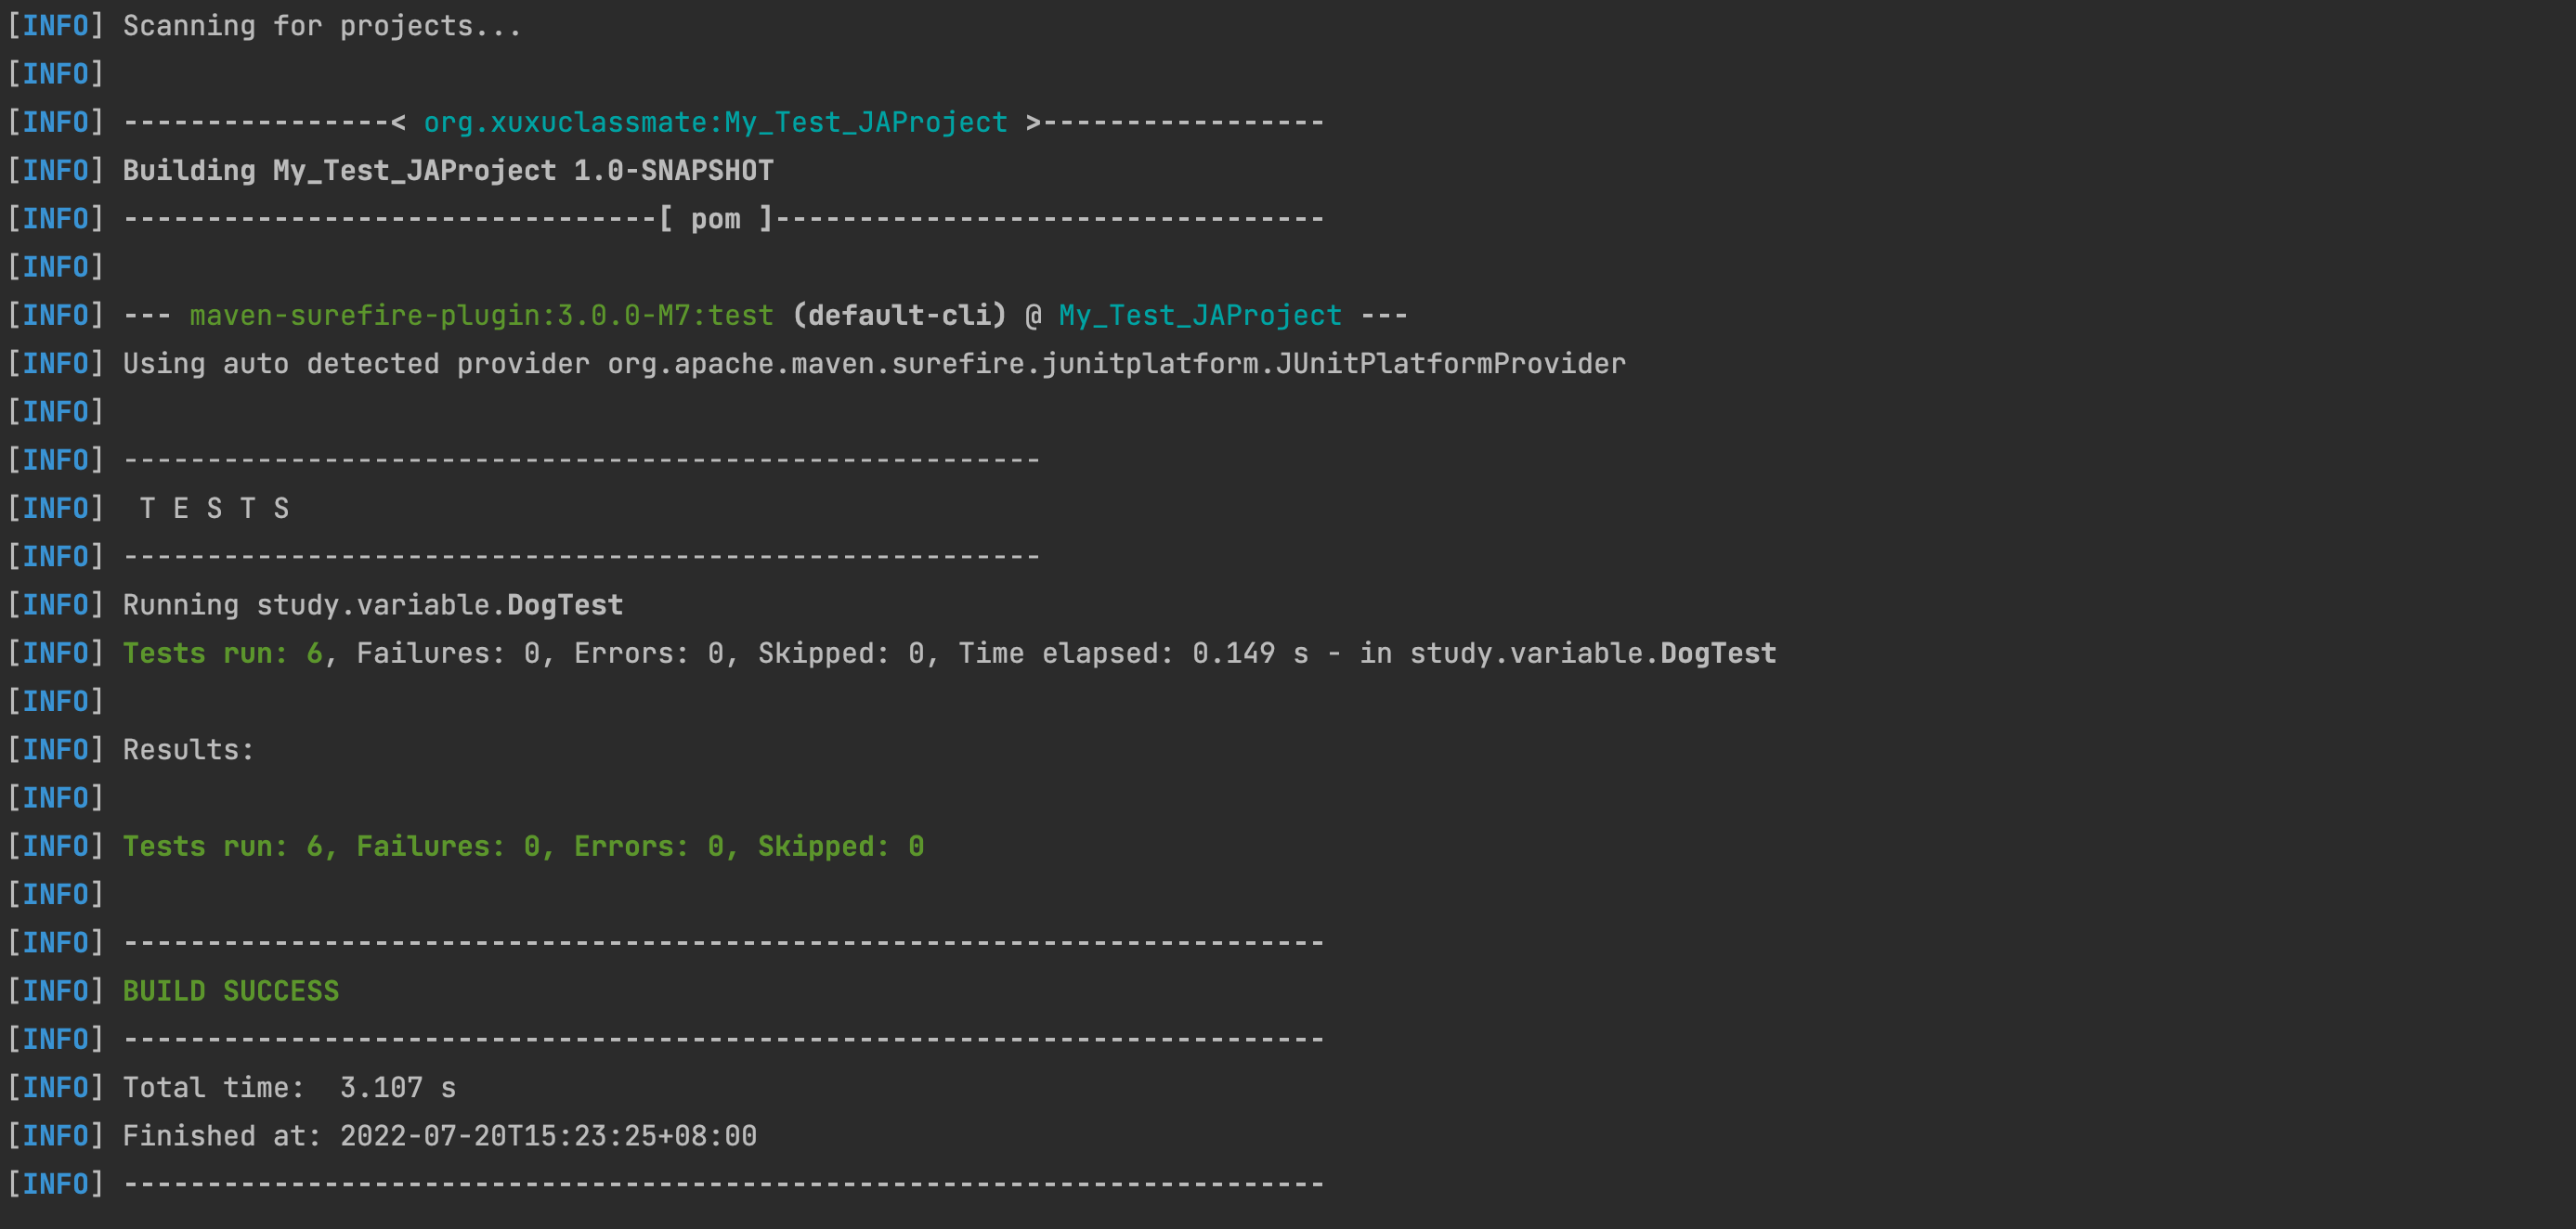 [INFO] Scanning for projects...
[INFO]
[INFO] ----------------< org.xuxuclassmate:My_Test_JAProject >-----------------
[INFO] Building My_Test_JAProject 1.0-SNAPSHOT
[INFO] --------------------------------[ pom ]---------------------------------
[INFO]
[INFO] --- maven-surefire-plugin:3.0.0-M7:test (default-cli) @ My_Test_JAProject ---
[INFO] Using auto detected provider org.apache.maven.surefire.junitplatform.JUnitPlatformProvider
[INFO]
[INFO] -------------------------------------------------------
[INFO]  T E S T S
[INFO] -------------------------------------------------------
[INFO] Running study.variable.DogTest
[INFO] Tests run: 6, Failures: 0, Errors: 0, Skipped: 0, Time elapsed: 0.149 s - in study.variable.DogTest
[INFO]
[INFO] Results:
[INFO]
[INFO] Tests run: 6, Failures: 0, Errors: 0, Skipped: 0
[INFO]
[INFO] ------------------------------------------------------------------------
[INFO] BUILD SUCCESS
[INFO] ------------------------------------------------------------------------
[INFO] Total time:  3.107 s
[INFO] Finished at: 2022-07-20T15:23:25+08:00
[INFO] ------------------------------------------------------------------------